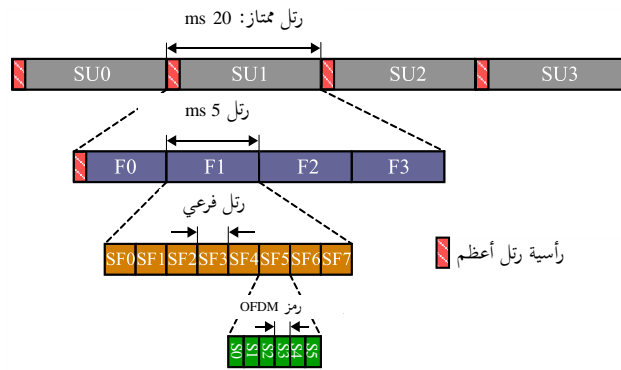 رتل ممتاز: 20 ms
SU0 SU1 SU2 SU3
رتل 5 ms
F0 F1 F2 F3
رتل فرعي
SF0 SF1 SF2 SF3 SF4 SF5 SF6 SF7
رأسية رتل أعظم
رمز OFDM
S0 S1 S2 S3 S4 S5